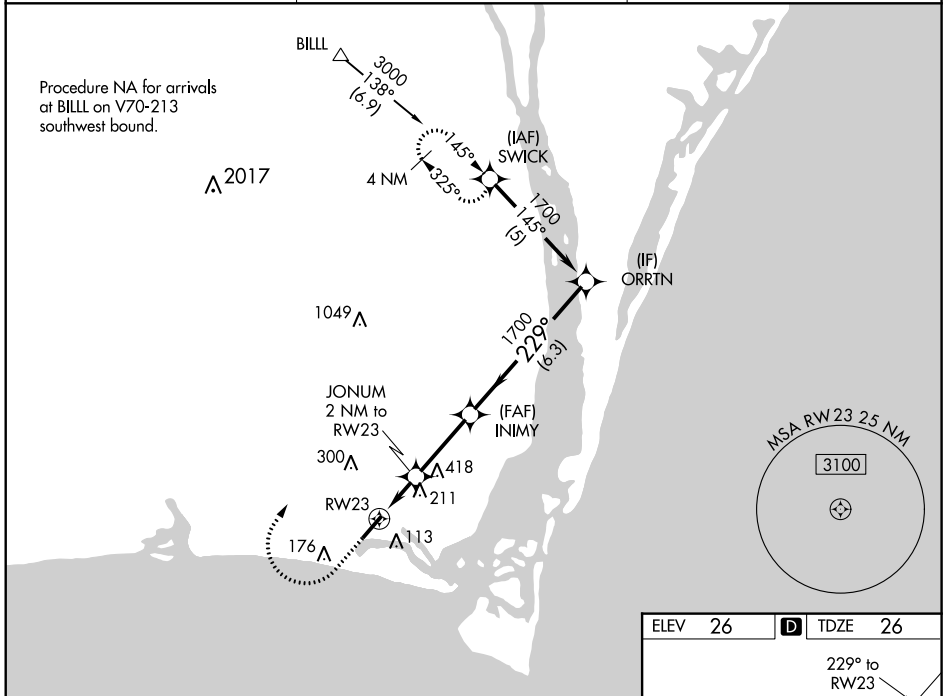 BILLL
3000
138°
(6.9)
Procedure NA for arrivals
at BILLL on V70-213
southwest bound.
145°
325°
4 NM
(IAF)
SWICK
2017
1700
145°
(5)
(IF)
ORRTN
1049
1700
229°
(6.3)
JONUM
2 NM to
RW23
(FAF)
INIMY
300
418
211
RW23
113
176
MSA RW 23 25 NM
3100
ELEV 26 D TDZE 26
229° to
RW23